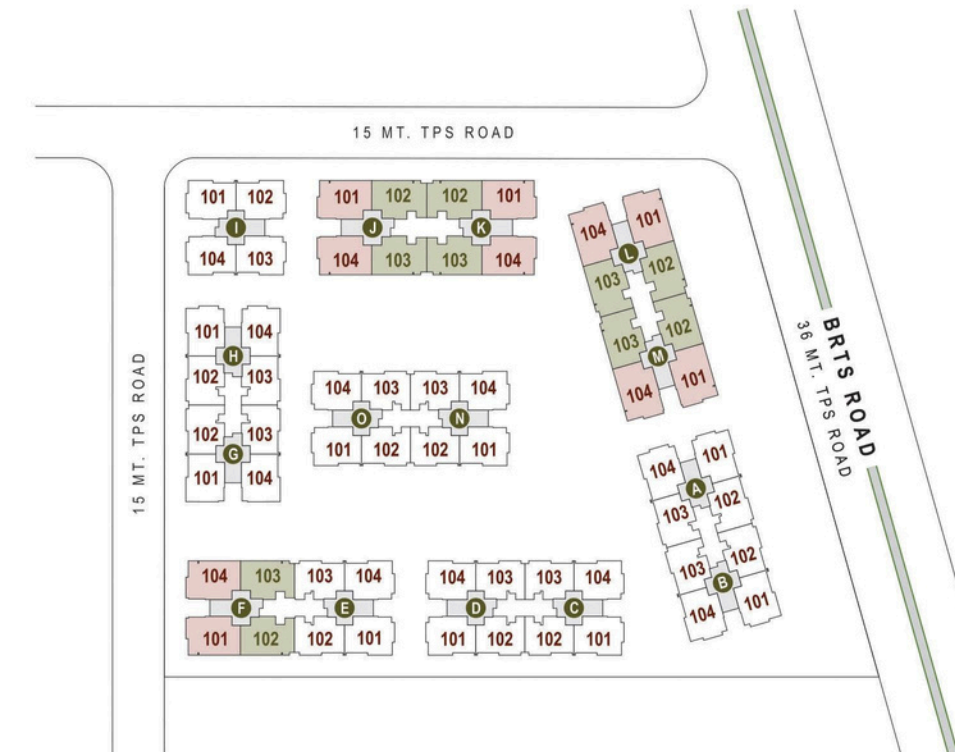 15 MT. TPS ROAD
101 102
I
104 103
101 102 102 101
J K
104 103 103 104
104 101
L
103 102
103 102
M
104 101
BRTS ROAD
36 MT. TPS ROAD
15 MT. TPS ROAD
101 104
H
102 103
102 103
G
101 104
104 103 103 104
O N
101 102 102 101
104 101
A
103 102
103 102
B
104 101
104 103 103 104
F E
101 102 102 101
104 103 103 104
D C
101 102 102 101